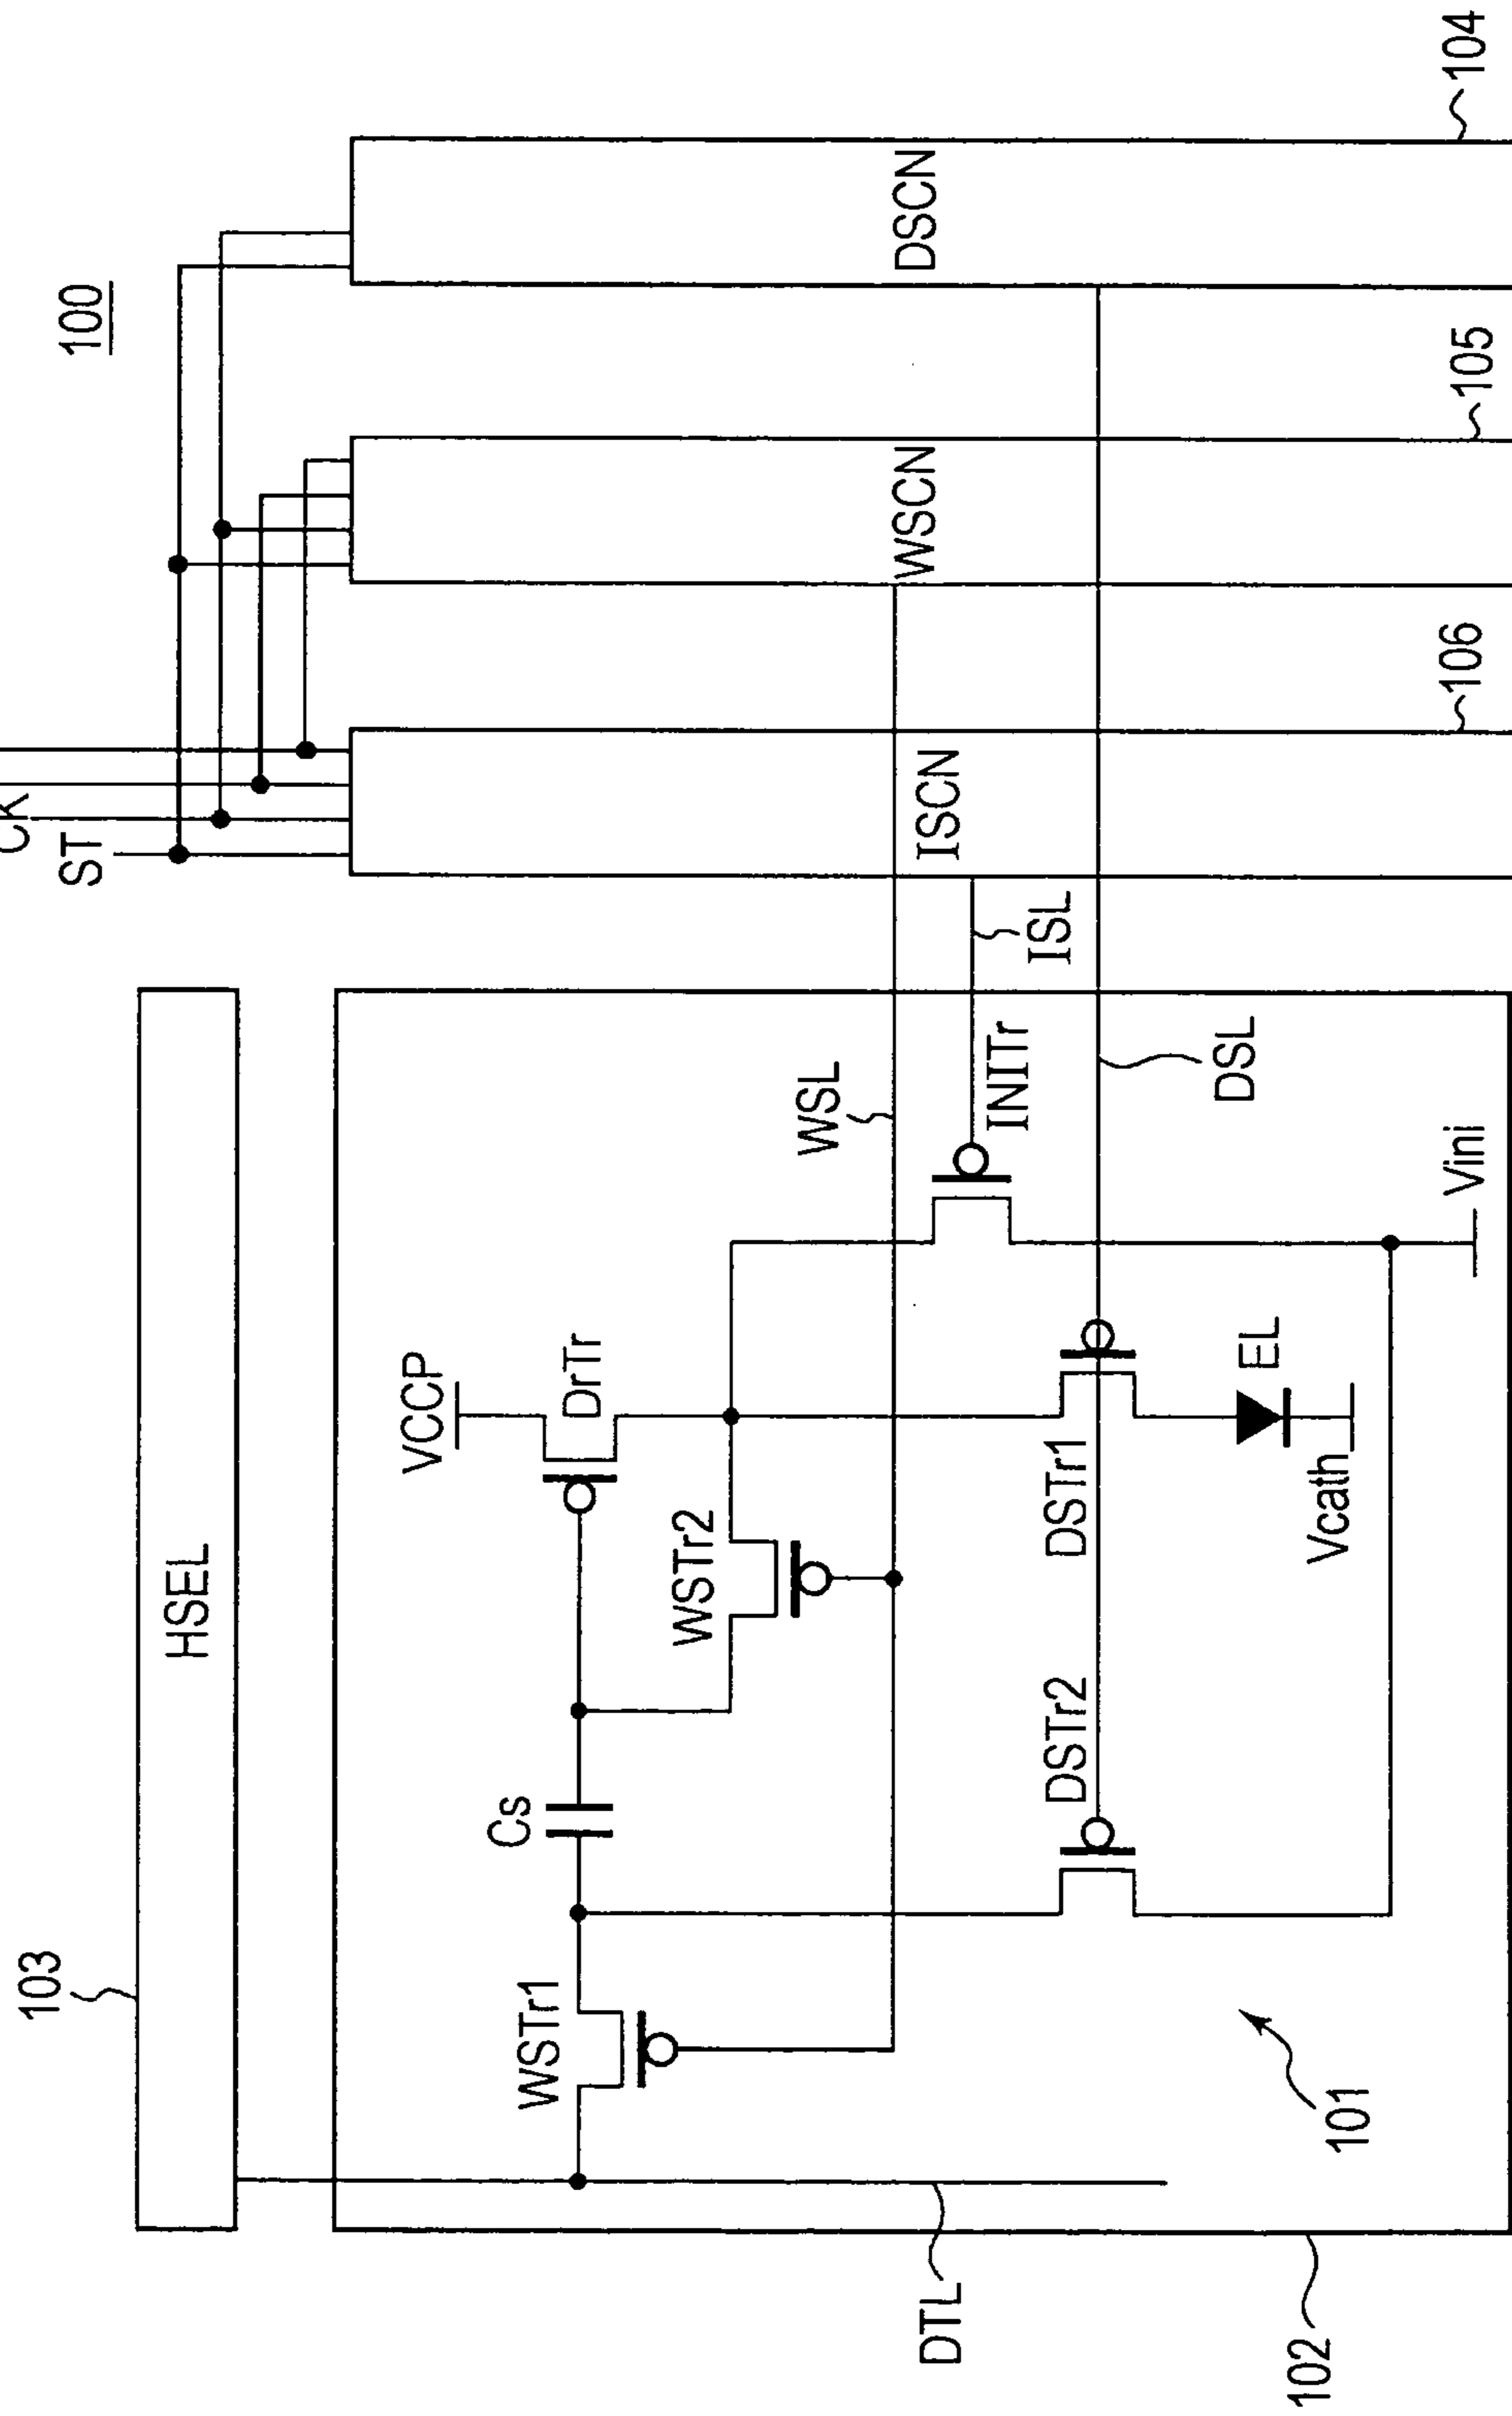 100
CK
ST
103
HSEL
ISCN
WSCN
DSCN
106
105
104
VCCP
DrTr
Cs
WSTr1
WSTr2
WSL
ISL
INITr
DSTr2
DSTr1
DSL
EL
Vcath
Vini
DTL
101
102